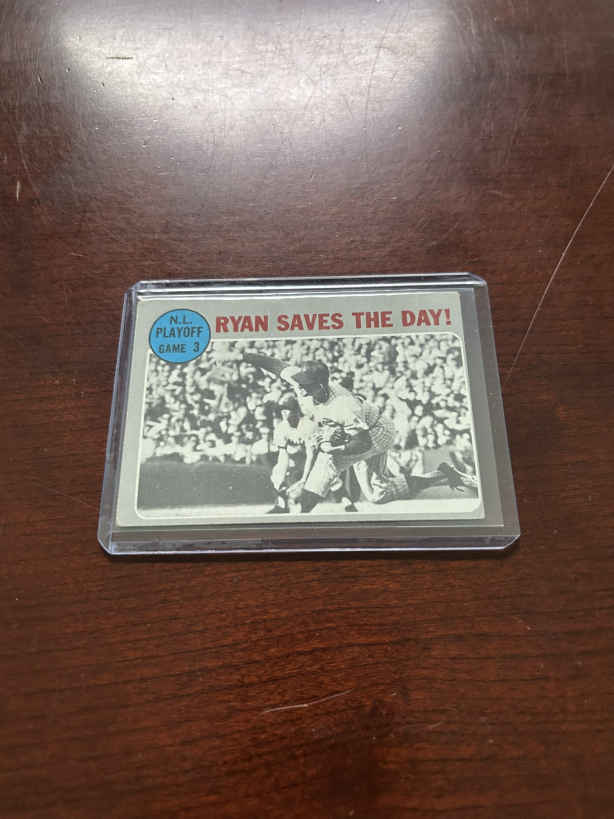 N.L.
PLAYOFF
GAME 3
RYAN SAVES THE DAY!